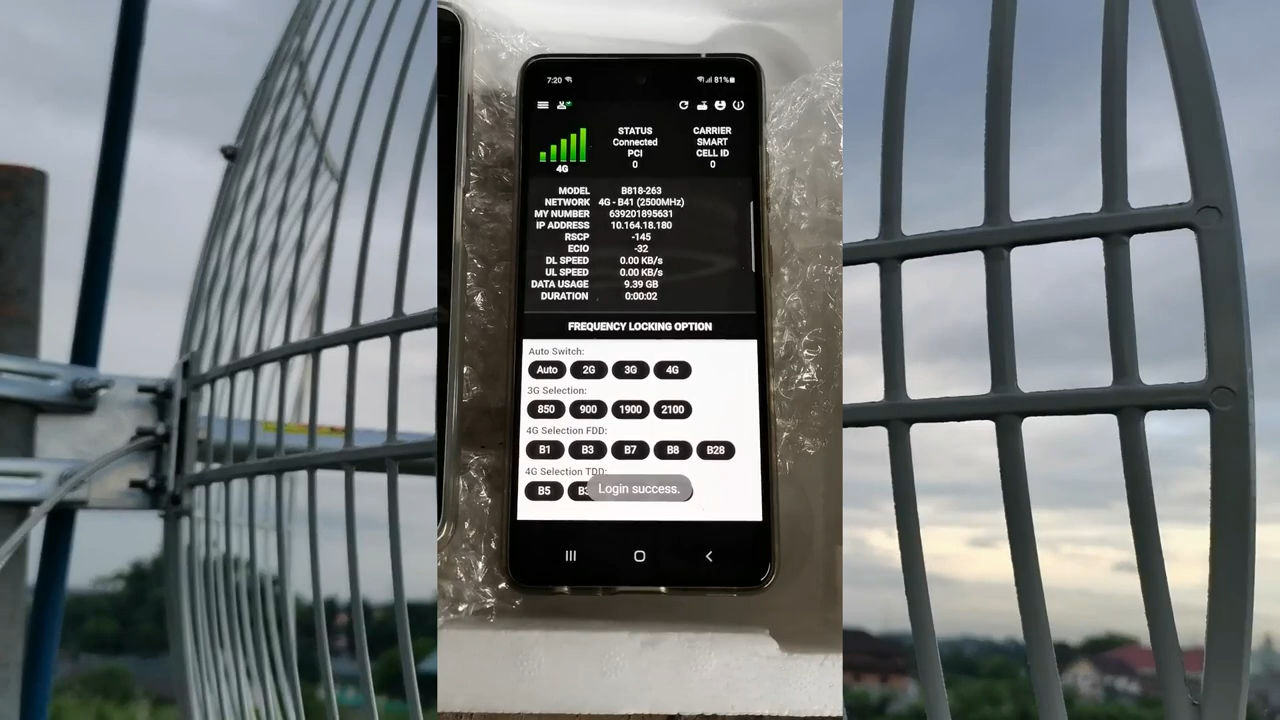 7:20
81%
STATUS
Connected
PCI
0
CARRIER
SMART
CELL ID
0
4G
MODEL B818-263
NETWORK 4G - B41 (2500MHz)
MY NUMBER 639201895631
IP ADDRESS 10.164.18.180
RSCP -145
ECIO -32
DL SPEED 0.00 KB/s
UL SPEED 0.00 KB/s
DATA USAGE 9.39 GB
DURATION 0:00:02
FREQUENCY LOCKING OPTION
Auto Switch:
Auto 2G 3G 4G
3G Selection:
850 900 1900 2100
4G Selection FDD:
B1 B3 B7 B8 B28
4G Selection TDD:
B5
Login success.